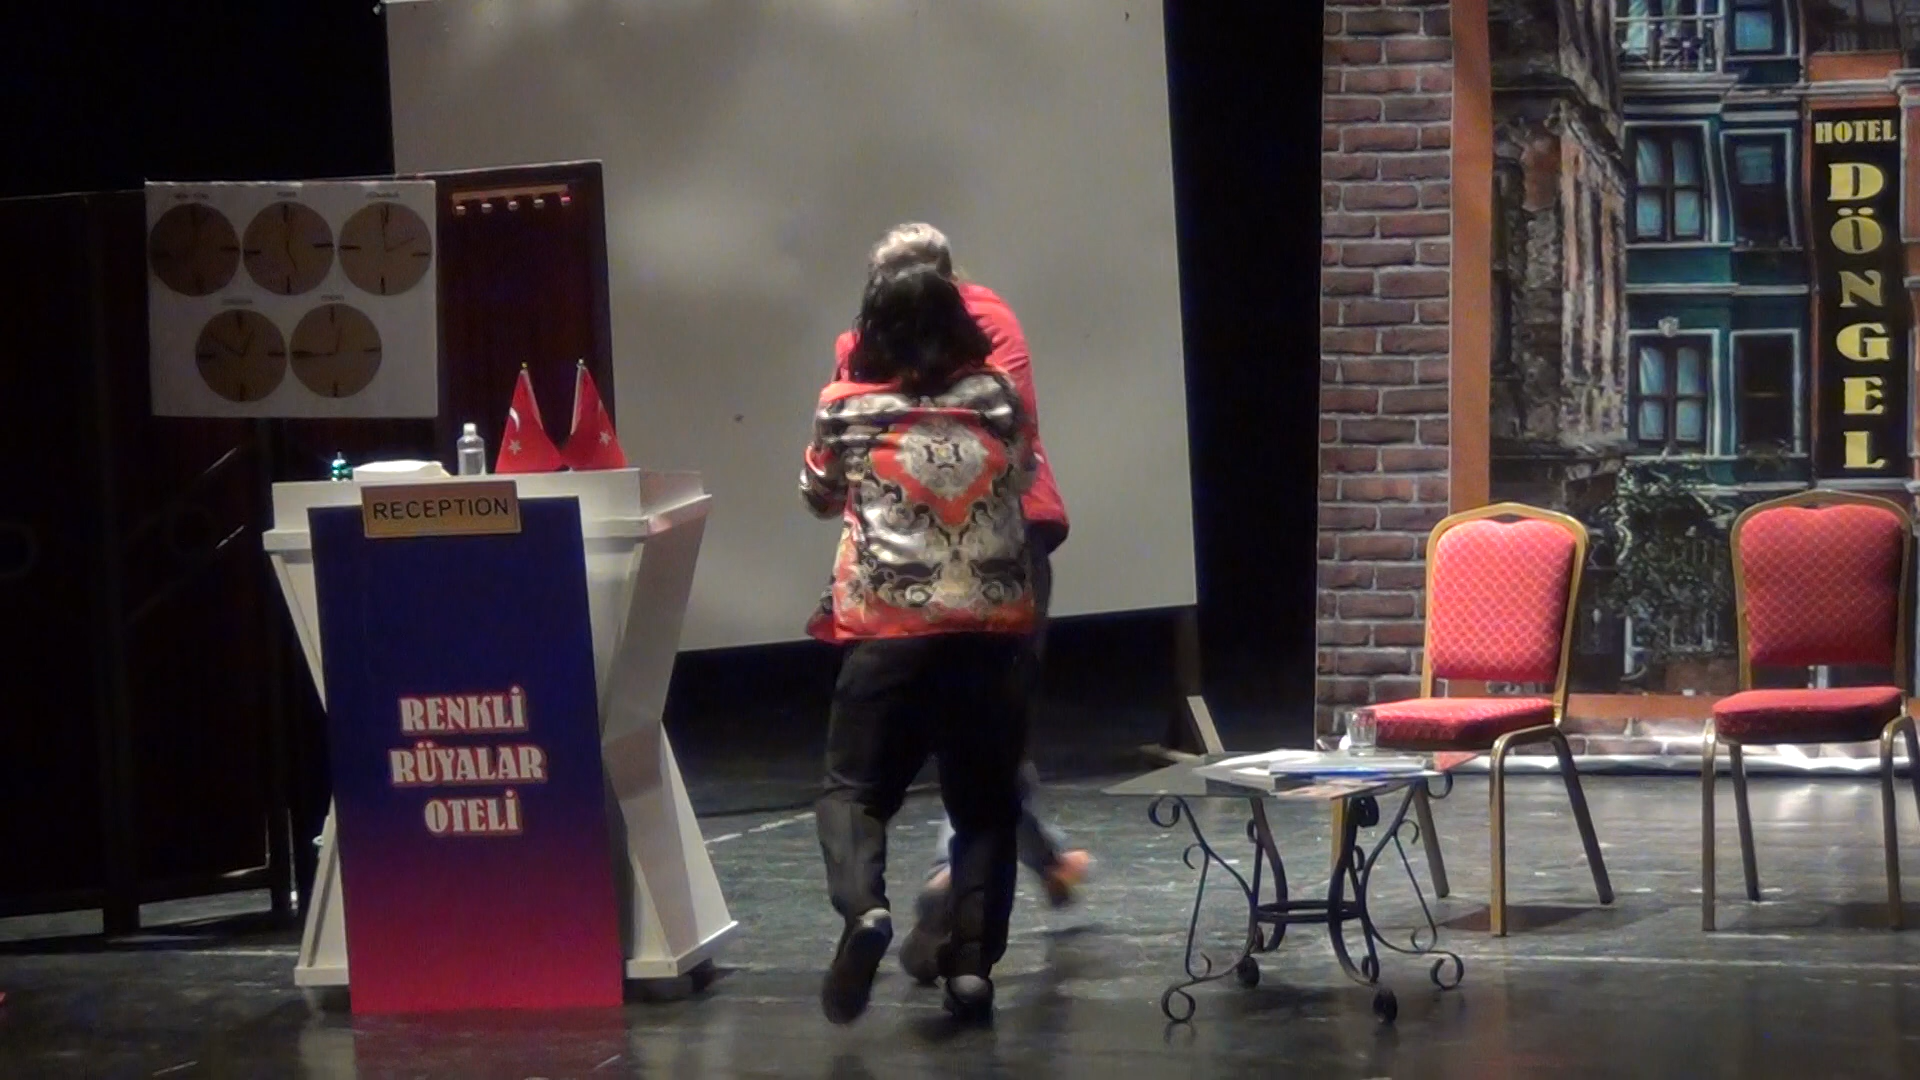 RECEPTION
RENKLİ
RÜYALAR
OTELİ
HOTEL
DÖNGEL